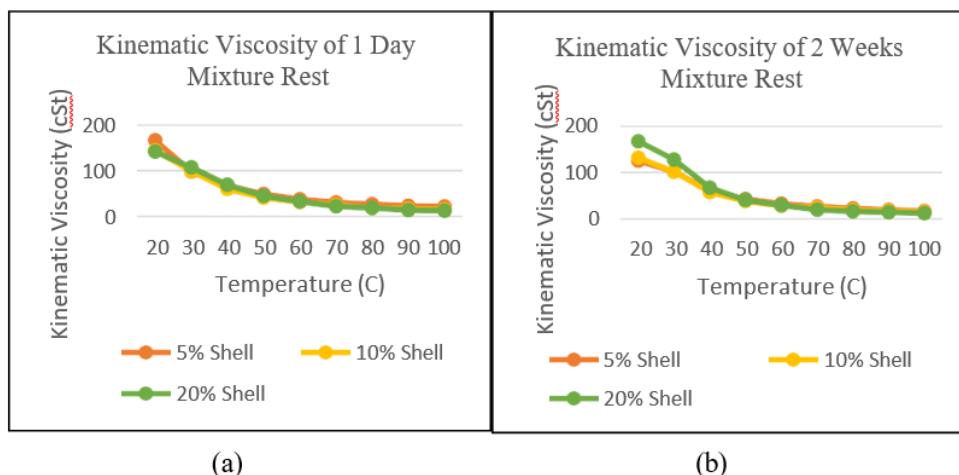 Kinematic Viscosity of 1 Day
Mixture Rest
Kinematic Viscosity (cSt)
200
100
0
20 30 40 50 60 70 80 90 100
Temperature (C)
5% Shell 10% Shell
20% Shell
(a)
Kinematic Viscosity of 2 Weeks
Mixture Rest
Kinematic Viscosity (cSt)
200
100
0
20 30 40 50 60 70 80 90 100
Temperature (C)
5% Shell 10% Shell
20% Shell
(b)